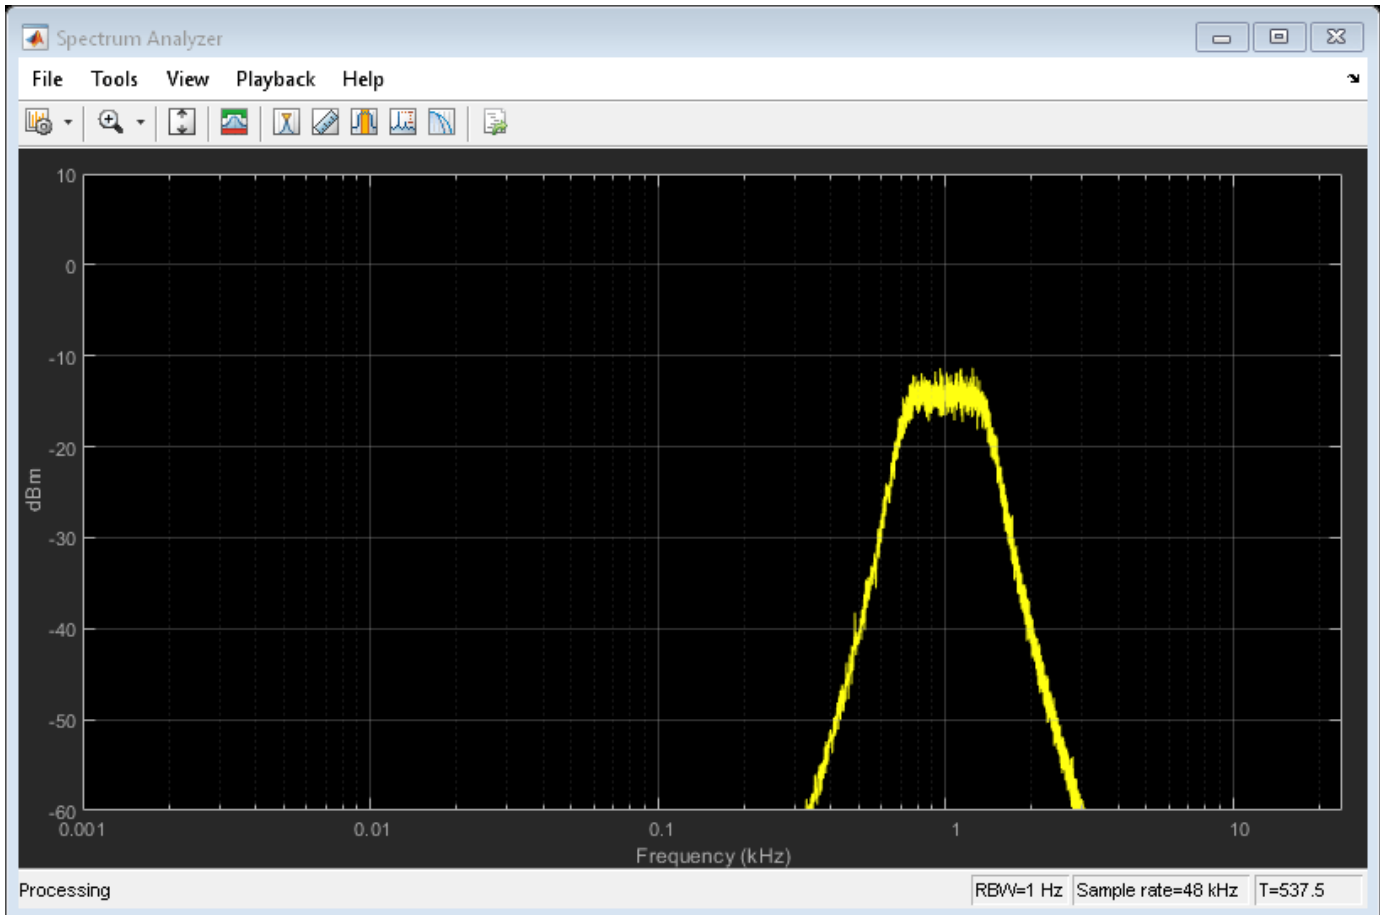 Spectrum Analyzer
File Tools View Playback Help
10
0
-10
-20
-30
-40
-50
-60
dBm
0.001 0.01 0.1 1 10
Frequency (kHz)
Processing RBW=1 Hz Sample rate=48 kHz T=537.5